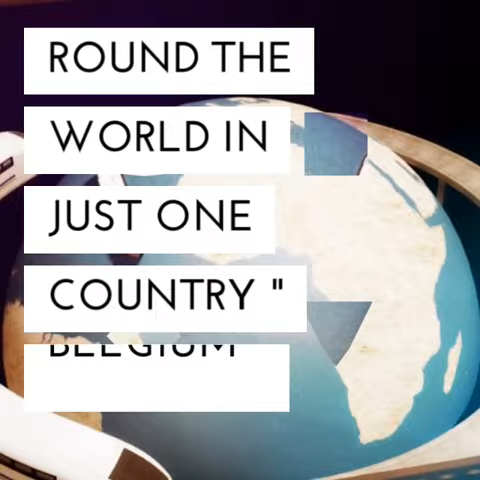 ROUND THE
WORLD IN
JUST ONE
COUNTRY "
BELGIUM